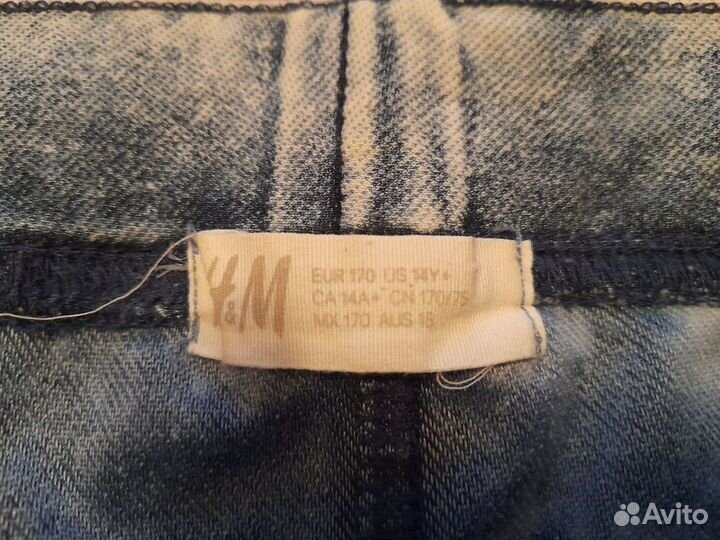 H&M
EUR 170 US 14Y+
CA 14A+ CN 170/75
MX 170 AUS 16
Avito